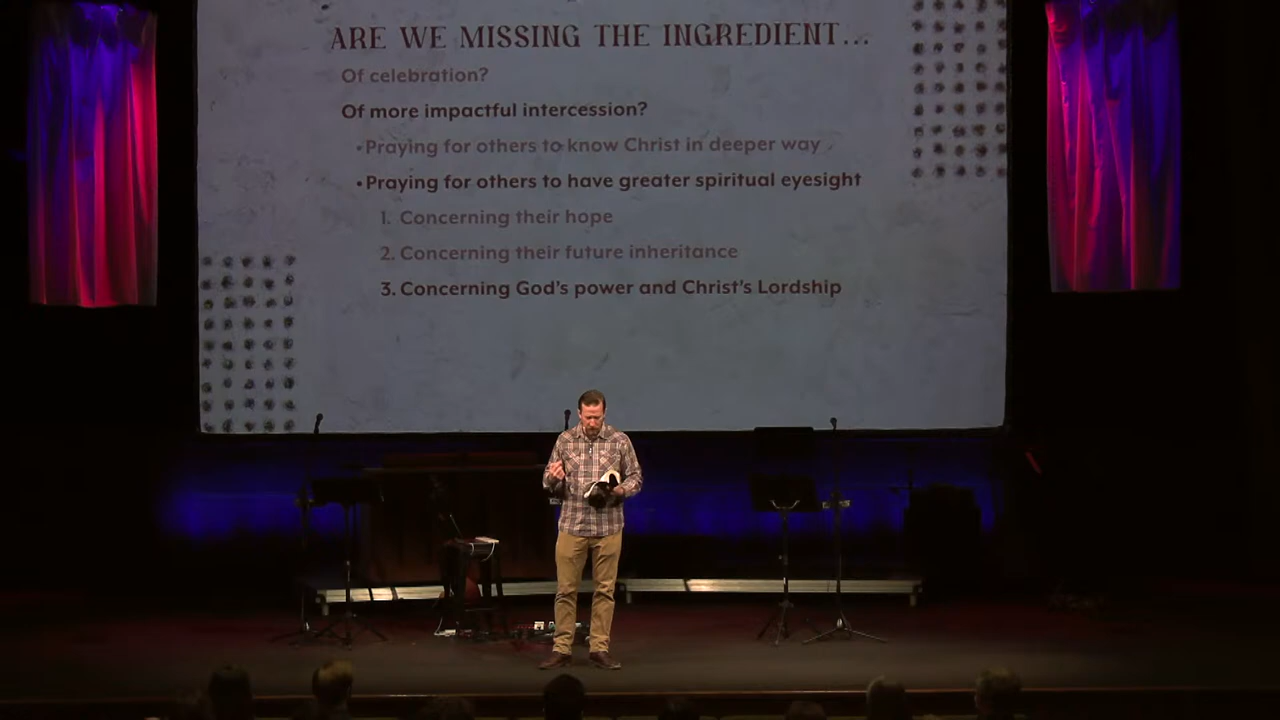 ARE WE MISSING THE INGREDIENT...
Of celebration?
Of more impactful intercession?
•Praying for others to know Christ in deeper way
•Praying for others to have greater spiritual eyesight
1. Concerning their hope
2. Concerning their future inheritance
3. Concerning God's power and Christ's Lordship